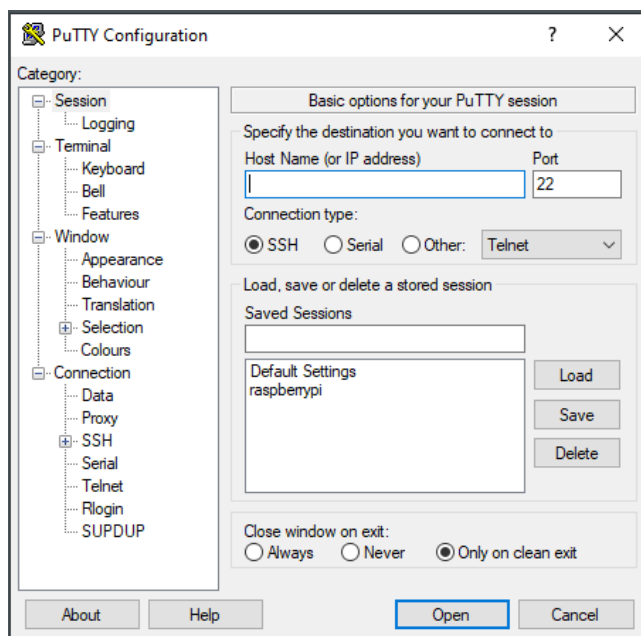 PuTTY Configuration
?
Category:
Session
Logging
Terminal
Keyboard
Bell
Features
Window
Appearance
Behaviour
Translation
Selection
Colours
Connection
Data
Proxy
SSH
Serial
Telnet
Rlogin
SUPDUP
Basic options for your PuTTY session
Specify the destination you want to connect to
Host Name (or IP address) Port
22
Connection type:
SSH Serial Other: Telnet
Load, save or delete a stored session
Saved Sessions
Default Settings
raspberrypi
Load
Save
Delete
Close window on exit:
Always Never Only on clean exit
About Help Open Cancel